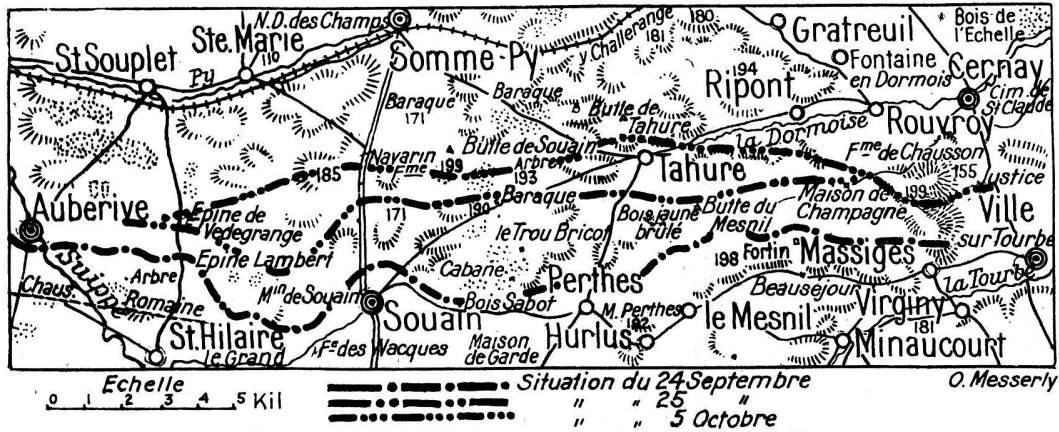 N.D. des Champs
Ste. Marie
110
St Souplet
Py
Somme-Py
Baraque
171
Baraque
Challerange
180
181
Gratreuil
Bois de
l'Echelle
Fontaine
en Dormois
Cernay
Cim. de
St Claude
194
Ripont
Rouvroy
la Dormoise
Butte de
Tahure
Butte de Souain
Tahure
Fme de Chausson
Navarin
Fme
199
Arbre
193
185
Justice
155
199
Maison de
Champagne
Auberive
Epine de
Vedegrange
171
190
Baraque
Bois jaune
brulé
Butte du
Mesnil
Ville
sur Tourbe
Epine Lambert
le Trou Bricot
198
Fortin
Massiges
Suippe
Arbre
Chaus. Romaine
Min de Souain
Cabane
Perthes
Bois Sabot
Beauséjour
la Tourbe
Virginy
181
Souain
M. Perthes
192
le Mesnil
Hurlus
Minaucourt
St. Hilaire
le Grand
Fe des Wacques
Maison
de Garde
Echelle
0 1 2 3 4 5 Kil
Situation du 24 Septembre
" " 25 "
" " 5 Octobre
O. Messerly